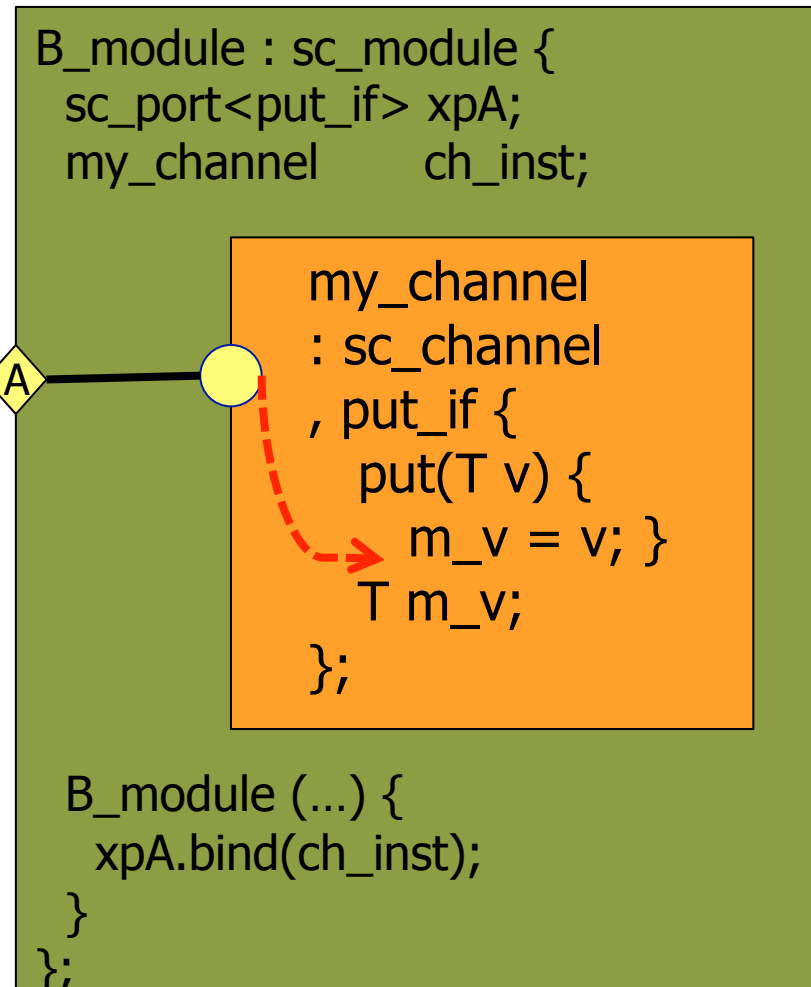 B_module : sc_module {
sc_port<put_if> xpA;
my_channel ch_inst;
my_channel
: sc_channel
A
, put_if {
put(T v) {
m_v = v; }
T m_v;
};
B_module (…) {
xpA.bind(ch_inst);
}
};